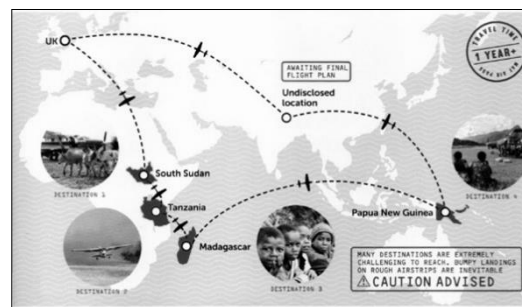 UK
AWAITING FINAL
FLIGHT PLAN
TRAVEL TIME
1 YEAR+
Undisclosed
location
DESTINATION 1
South Sudan
Tanzania
Madagascar
Papua New Guinea
DESTINATION 4
DESTINATION 2
DESTINATION 3
MANY DESTINATIONS ARE EXTREMELY
CHALLENGING TO REACH. BUMPY LANDINGS
ON ROUGH AIRSTRIPS ARE INEVITABLE
⚠CAUTION ADVISED